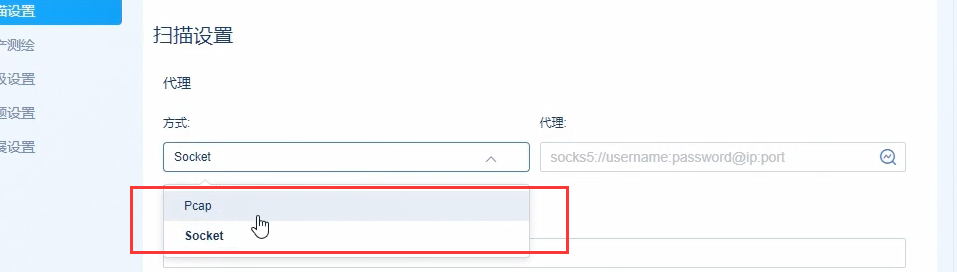 描设置
产测绘
级设置
题设置
展设置
扫描设置
代理
方式:
代理:
Socket
socks5://username:password@ip:port
Pcap
Socket